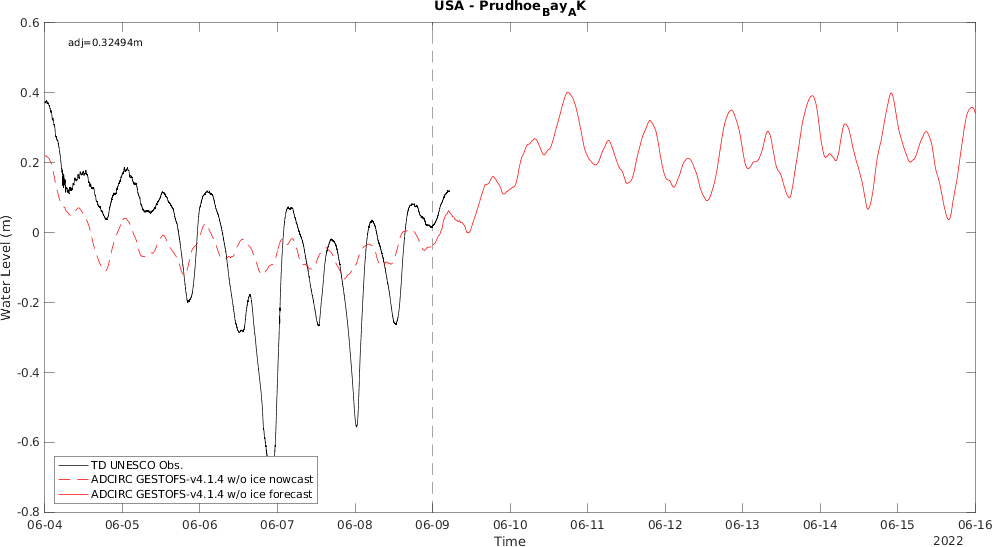 USA - PrudhoeBayAK
0.6
adj=0.32494m
0.4
0.2
0
-0.2
-0.4
-0.6
-0.8
Water Level (m)
TD UNESCO Obs.
ADCIRC GESTOFS-v4.1.4 w/o ice nowcast
ADCIRC GESTOFS-v4.1.4 w/o ice forecast
06-04 06-05 06-06 06-07 06-08 06-09 06-10 06-11 06-12 06-13 06-14 06-15 06-16
Time
2022